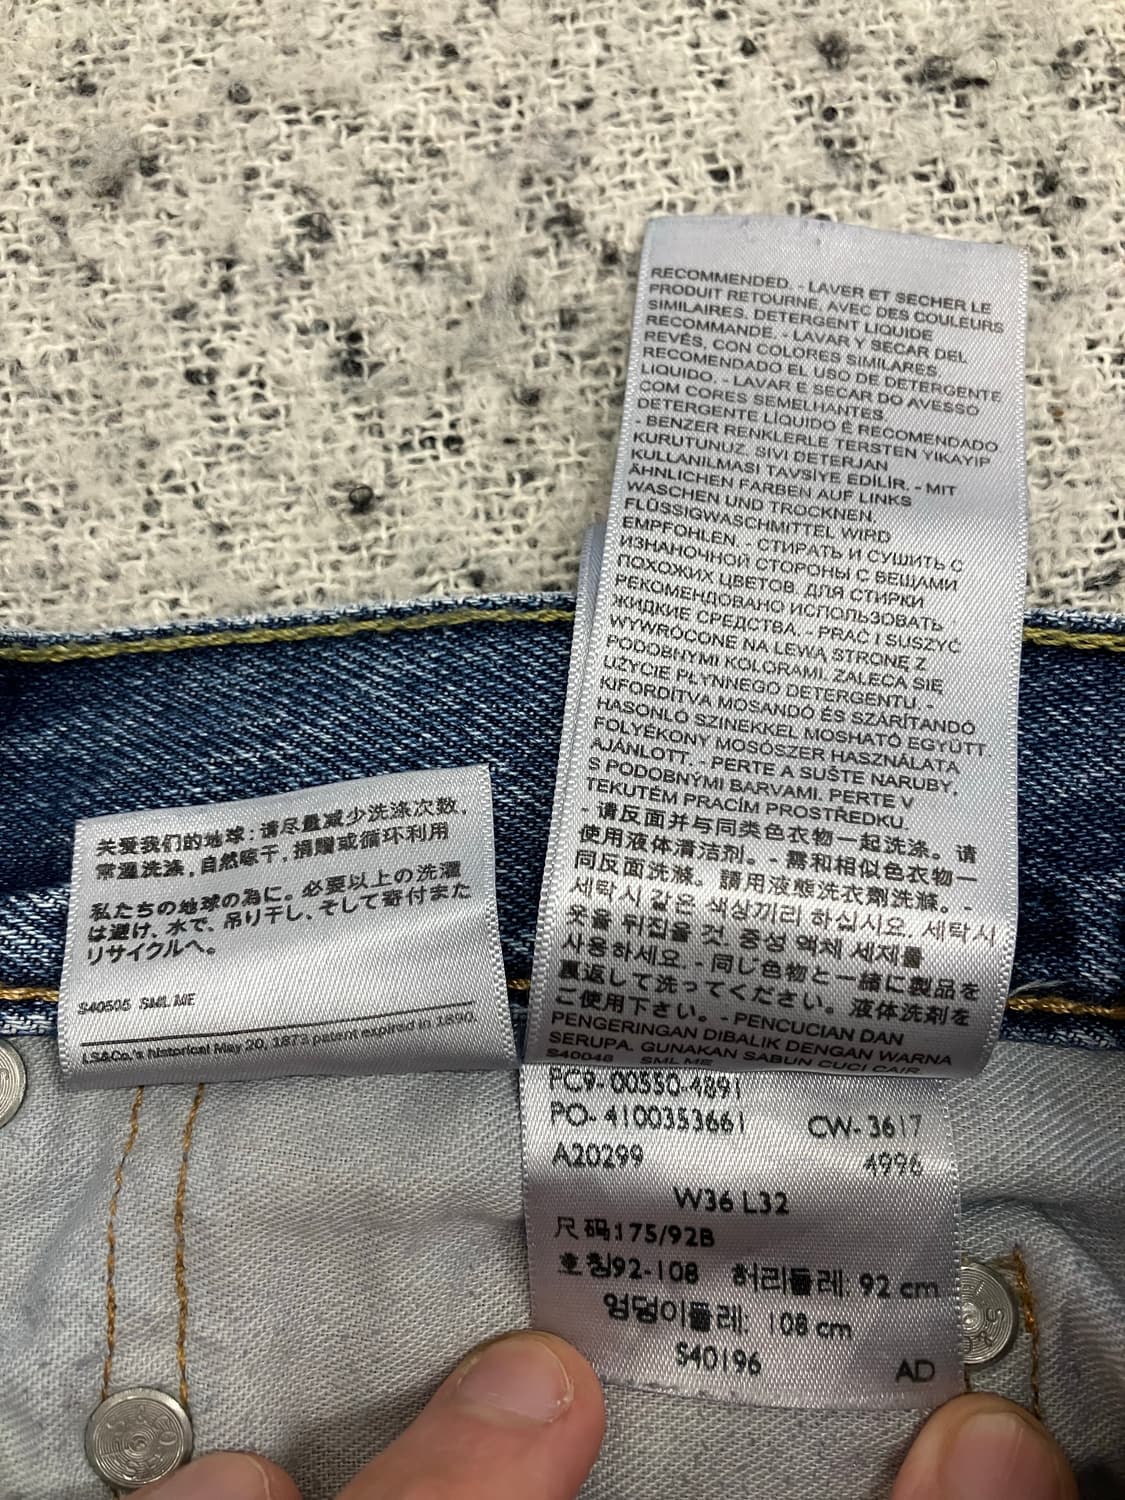 RECOMMENDED. - LAVER ET SECHER LE
PRODUIT RETOURNE, AVEC DES COULEURS
SIMILAIRES. DETERGENT LIQUIDE
RECOMMANDE. - LAVAR Y SECAR DEL
REVÉS, CON COLORES SIMILARES.
RECOMENDADO EL USO DE DETERGENTE
LIQUIDO. - LAVAR E SECAR DO AVESSO
COM CORES SEMELHANTES.
DETERGENTE LÍQUIDO É RECOMENDADO
- BENZER RENKLERLE TERSTEN YIKAYIP
KURUTUNUZ. SIVI DETERJAN
KULLANILMASI TAVSİYE EDİLİR. - MIT
ÄHNLICHEN FARBEN AUF LINKS
WASCHEN UND TROCKNEN.
FLÜSSIGWASCHMITTEL WIRD
EMPFOHLEN. - СТИРАТЬ И СУШИТЬ С
ИЗНАНОЧНОЙ СТОРОНЫ С ВЕЩАМИ
ПОХОЖИХ ЦВЕТОВ. ДЛЯ СТИРКИ
РЕКОМЕНДОВАНО ИСПОЛЬЗОВАТЬ
ЖИДКИЕ СРЕДСТВА. - PRAĆ I SUSZYĆ
WYWRÓCONE NA LEWĄ STRONĘ Z
PODOBNYMI KOLORAMI. ZALECA SIĘ
UŻYCIE PŁYNNEGO DETERGENTU. -
KIFORDÍTVA MOSANDÓ ÉS SZÁRÍTANDÓ
HASONLÓ SZINEKKEL MOSHATÓ EGYÜTT
FOLYÉKONY MOSÓSZER HASZNÁLATA
AJÁNLOTT. - PERTE A SUŠTE NARUBY,
S PODOBNÝMI BARVAMI. PERTE V
TEKUTÉM PRACÍM PROSTŘEDKU.
- 请反面并与同类色衣物一起洗涤。请
使用液体清洁剂。- 需和相似色衣物一
同反面洗滌。請用液態洗衣劑洗滌。-
세탁시 같은 색상끼리 하십시오. 세탁시
옷을 뒤집을 것. 중성 액체 세제를
사용하세요. - 同じ色物と一緒に製品を
裏返して洗ってください。液体洗剤を
ご使用下さい。- PENCUCIAN DAN
PENGERINGAN DIBALIK DENGAN WARNA
SERUPA. GUNAKAN SABUN CUCI CAIR.
S40046 SML ME
关爱我们的地球：请尽量减少洗涤次数，
常温洗涤，自然晾干，捐赠或循环利用
私たちの地球の為に。必要以上の洗濯
は避け、水で、吊り干し、そして寄付また
リサイクルへ。
S40505 SML ME
LS&Co.'s historical May 20, 1873 patent expired in 1890.
PC9- 00550-4891
PO- 4100353661 CW- 3617
A20299 4996
W36 L32
尺码175/92B
호칭92-108 허리둘레: 92 cm
엉덩이둘레: 108 cm
S40196 AD